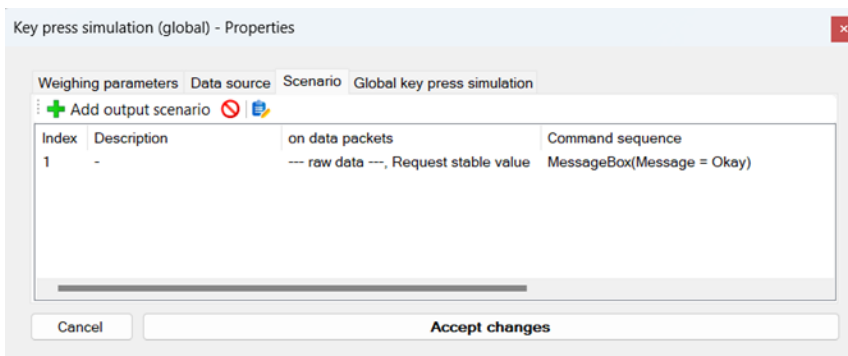 Key press simulation (global) - Properties
Weighing parameters Data source Scenario Global key press simulation
Add output scenario
Index Description on data packets Command sequence
1 - --- raw data ---, Request stable value MessageBox(Message = Okay)
Cancel Accept changes